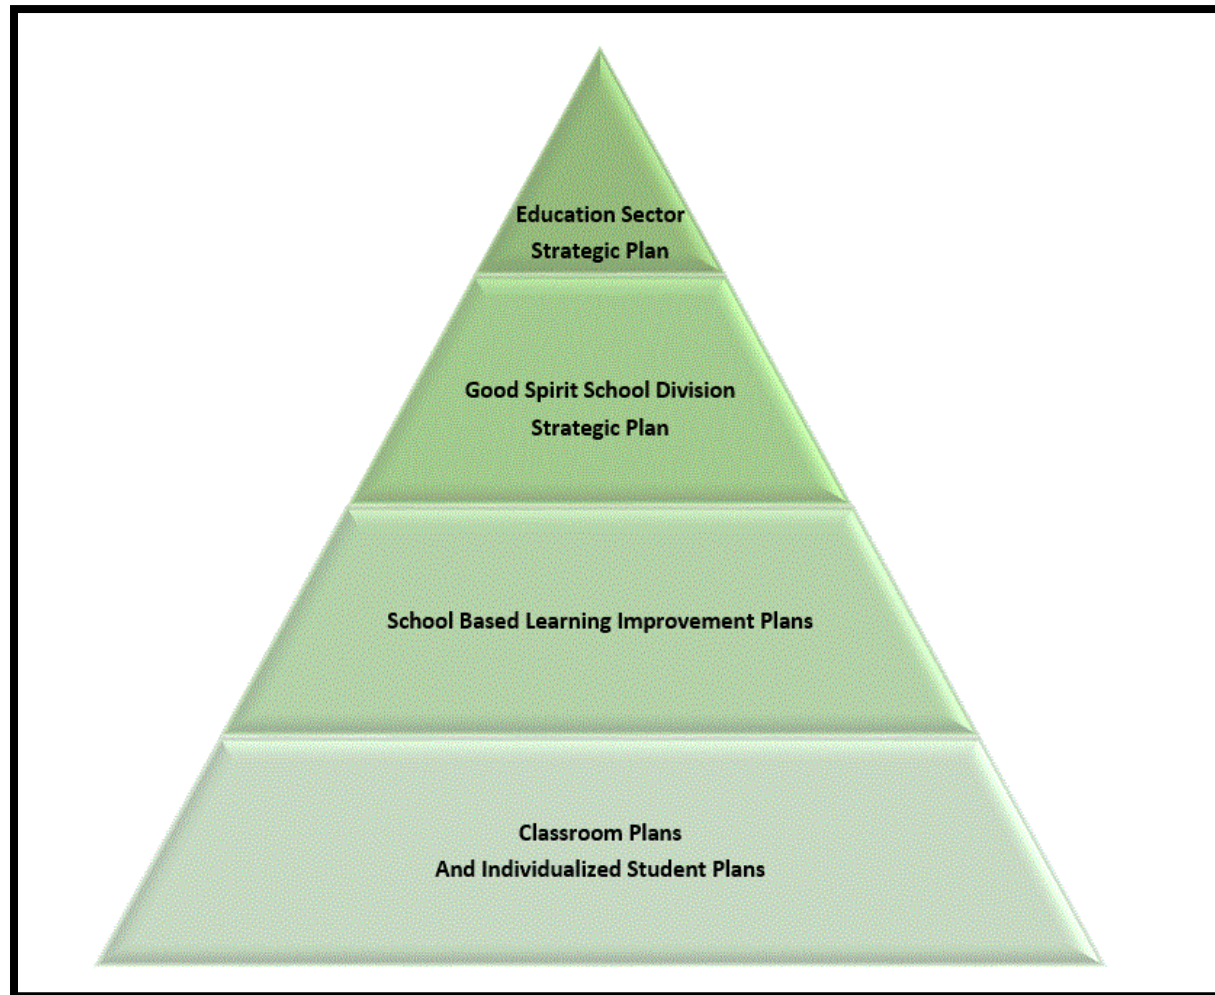 Education Sector
Strategic Plan
Good Spirit School Division
Strategic Plan
School Based Learning Improvement Plans
Classroom Plans
And Individualized Student Plans